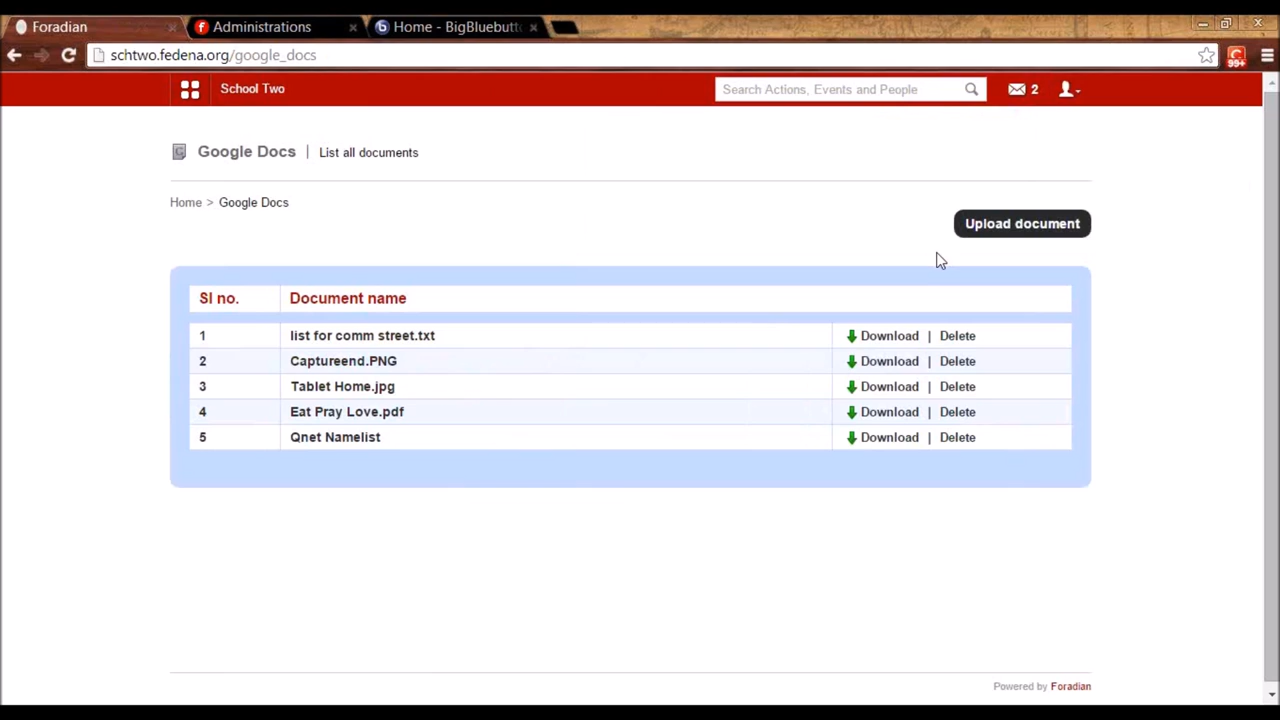 Foradian
Administrations
Home - BigBluebutto
schtwo.fedena.org/google_docs
99+
School Two
Search Actions, Events and People
2
Google Docs | List all documents
Home > Google Docs
Upload document
Sl no. Document name
1 list for comm street.txt Download | Delete
2 Captureend.PNG Download | Delete
3 Tablet Home.jpg Download | Delete
4 Eat Pray Love.pdf Download | Delete
5 Qnet Namelist Download | Delete
Powered by Foradian